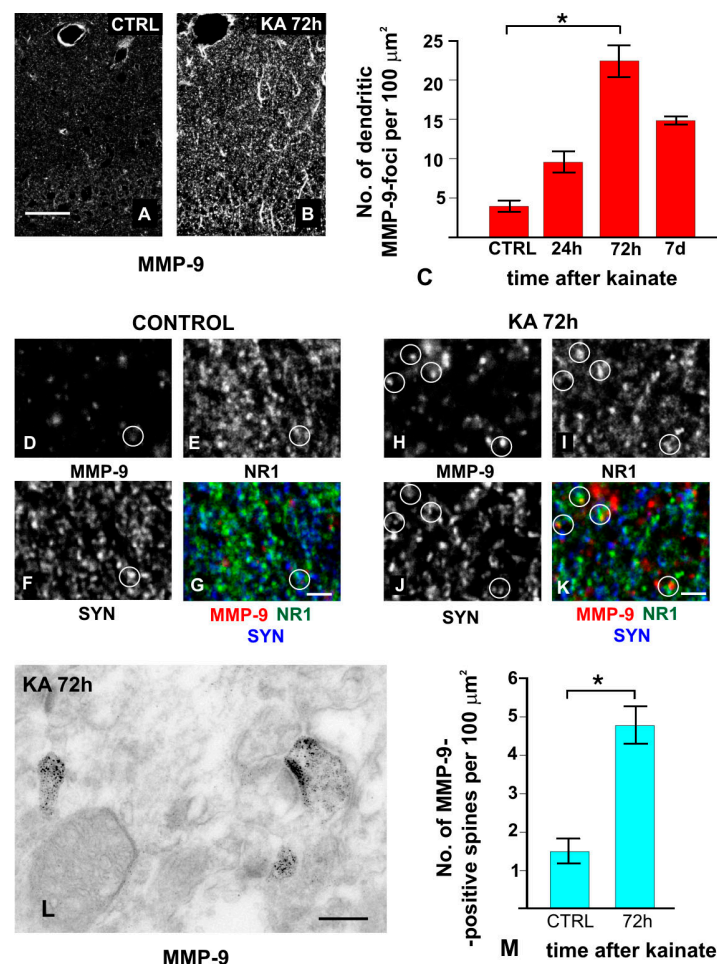 CTRL
KA 72h
A
B
MMP-9
No. of dendritic
MMP-9-foci per 100 µm²
25
20
15
10
5
*
CTRL 24h 72h 7d
C time after kainate
CONTROL
KA 72h
D
E
H
I
MMP-9
NR1
MMP-9
NR1
F
G
J
K
SYN
MMP-9 NR1
SYN
SYN
MMP-9 NR1
SYN
KA 72h
L
MMP-9
No. of MMP-9-
-positive spines per 100 µm²
6
5
4
3
2
1
*
CTRL 72h
M time after kainate